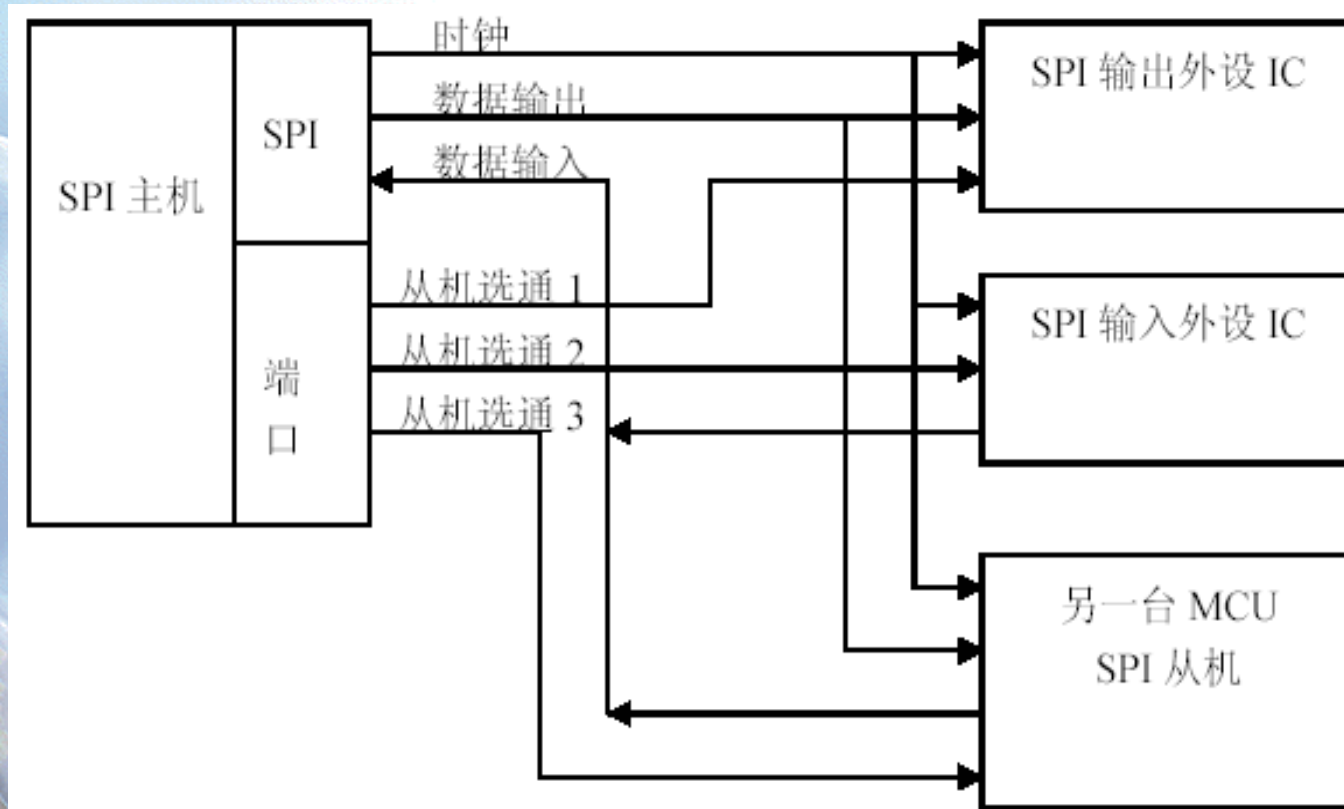 时钟
数据输出
数据输入
SPI
SPI 主机
从机选通 1
从机选通 2
从机选通 3
端
口
SPI 输出外设 IC
SPI 输入外设 IC
另一台 MCU
SPI 从机